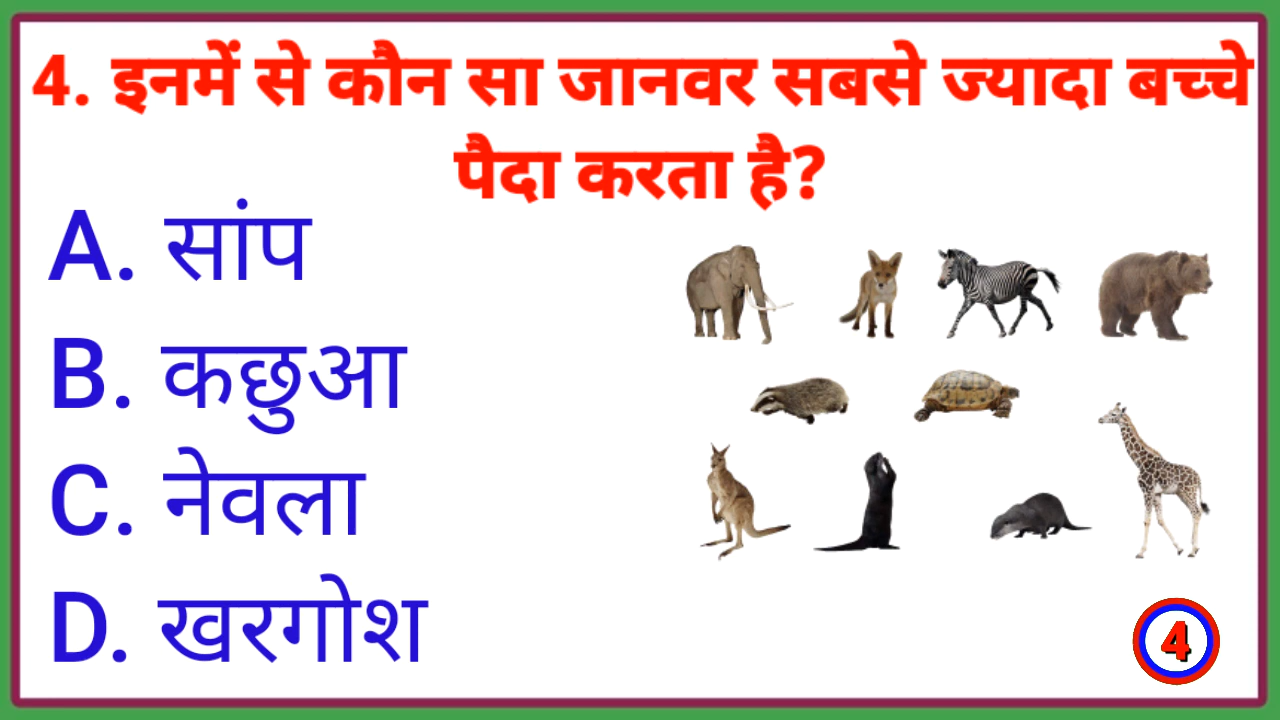 4. इनमें से कौन सा जानवर सबसे ज्यादा बच्चे
पैदा करता है?
A. सांप
B. कछुआ
C. नेवला
D. खरगोश
4